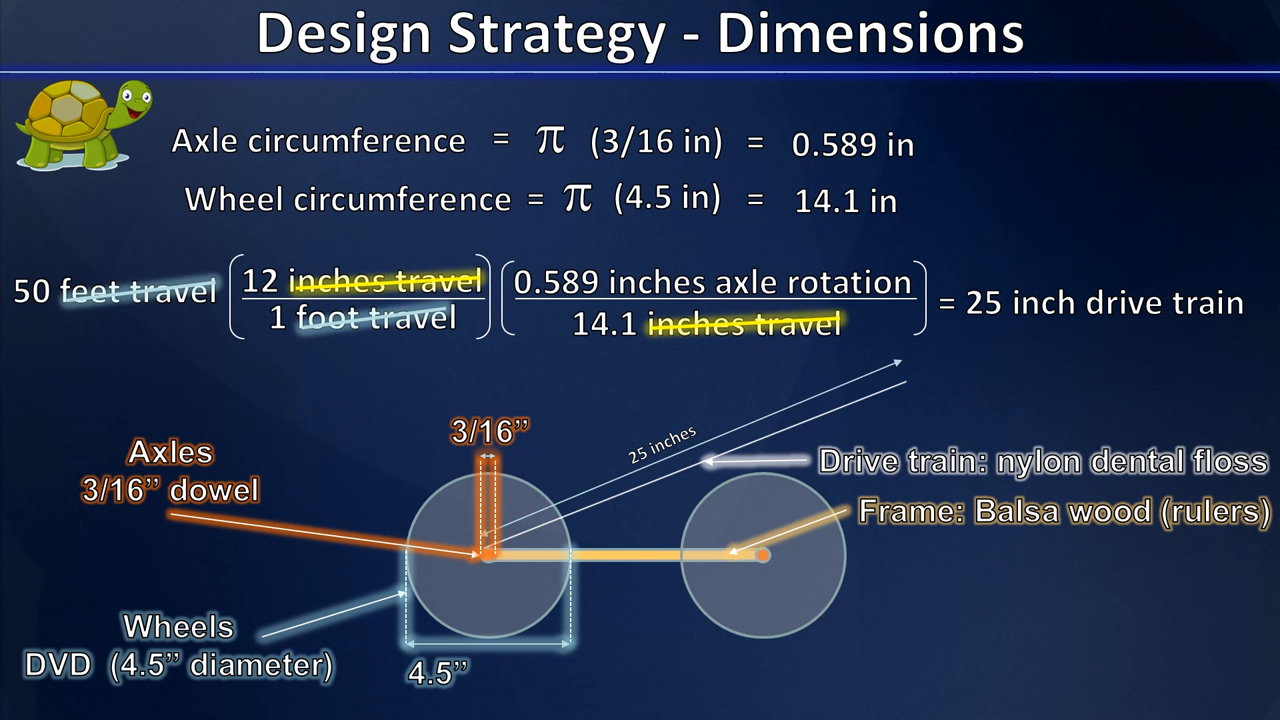 Design Strategy - Dimensions
Axle circumference = π (3/16 in) = 0.589 in
Wheel circumference = π (4.5 in) = 14.1 in
50 feet travel (12 inches travel / 1 foot travel) (0.589 inches axle rotation / 14.1 inches travel) = 25 inch drive train
3/16”
25 inches
Axles
3/16” dowel
Drive train: nylon dental floss
Frame: Balsa wood (rulers)
Wheels
DVD (4.5” diameter)
4.5”